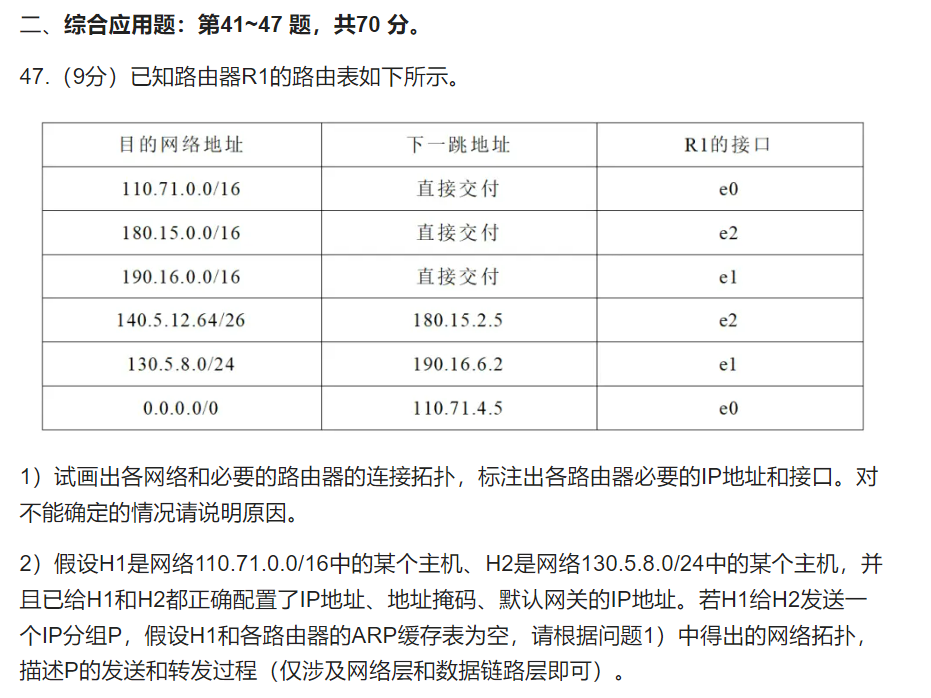 二、综合应用题：第41~47 题，共70 分。
47.（9分）已知路由器R1的路由表如下所示。
目的网络地址 下一跳地址 R1的接口
110.71.0.0/16 直接交付 e0
180.15.0.0/16 直接交付 e2
190.16.0.0/16 直接交付 e1
140.5.12.64/26 180.15.2.5 e2
130.5.8.0/24 190.16.6.2 e1
0.0.0.0/0 110.71.4.5 e0
1）试画出各网络和必要的路由器的连接拓扑，标注出各路由器必要的IP地址和接口。对
不能确定的情况请说明原因。
2）假设H1是网络110.71.0.0/16中的某个主机、H2是网络130.5.8.0/24中的某个主机，并
且已给H1和H2都正确配置了IP地址、地址掩码、默认网关的IP地址。若H1给H2发送一
个IP分组P，假设H1和各路由器的ARP缓存表为空，请根据问题1）中得出的网络拓扑，
描述P的发送和转发过程（仅涉及网络层和数据链路层即可）。